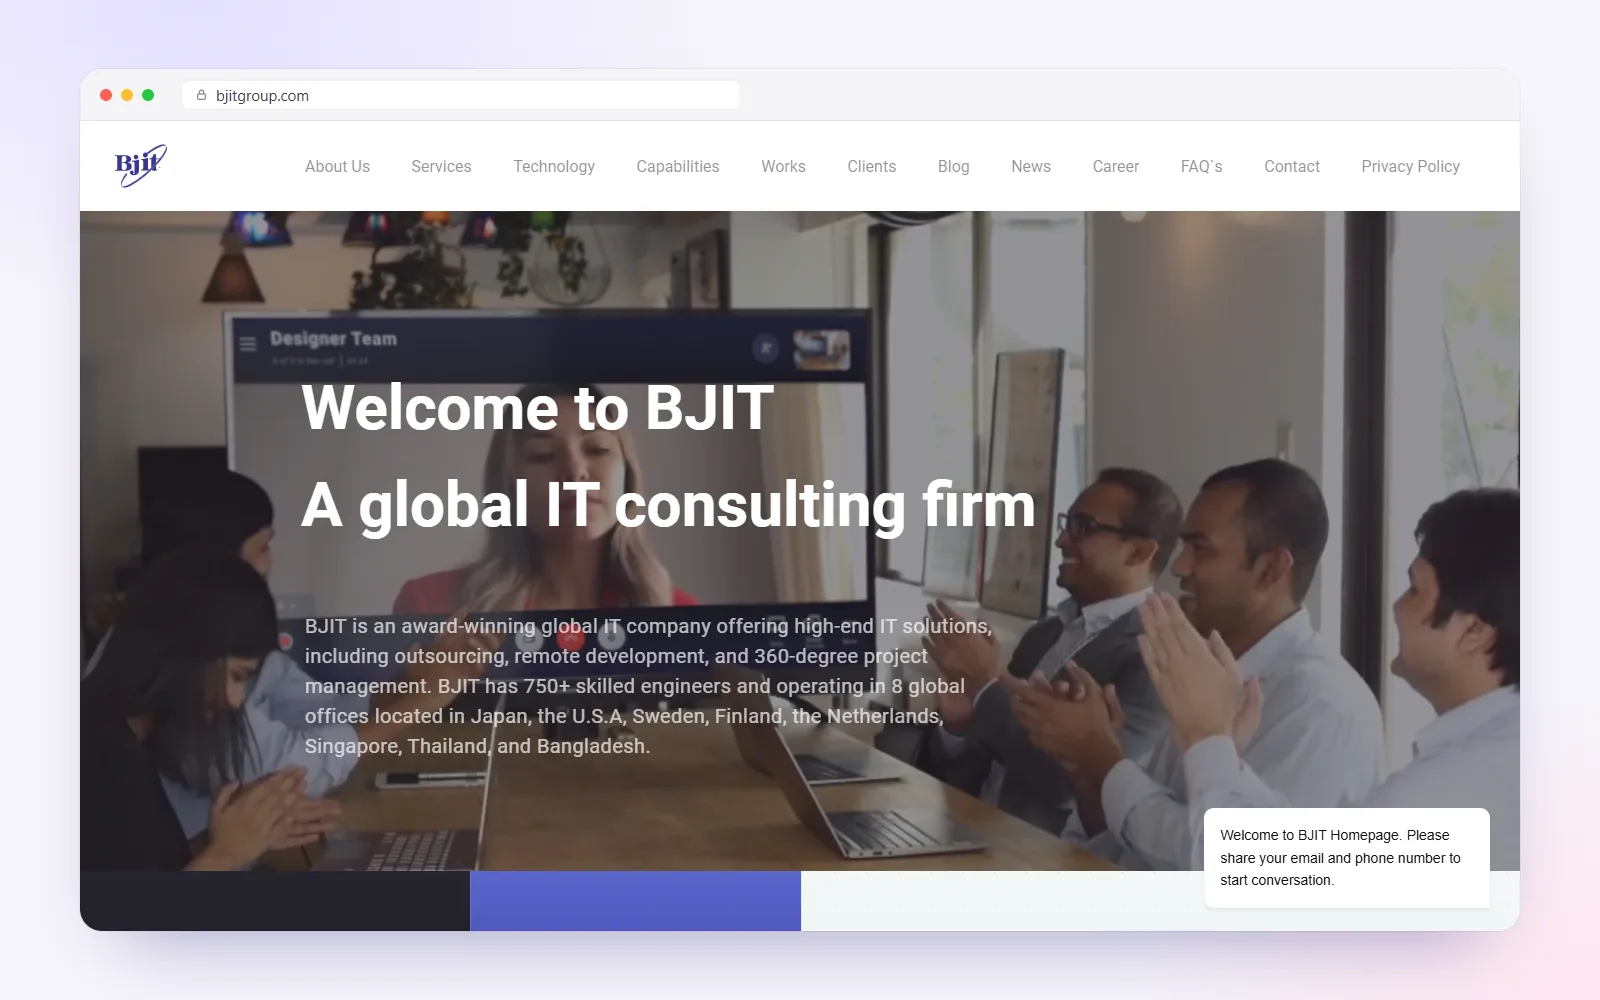 bjitgroup.com
Bjit
About Us Services Technology Capabilities Works Clients Blog News Career FAQ`s Contact Privacy Policy
Designer Team
Welcome to BJIT
A global IT consulting firm
BJIT is an award-winning global IT company offering high-end IT solutions,
including outsourcing, remote development, and 360-degree project
management. BJIT has 750+ skilled engineers and operating in 8 global
offices located in Japan, the U.S.A, Sweden, Finland, the Netherlands,
Singapore, Thailand, and Bangladesh.
Welcome to BJIT Homepage. Please
share your email and phone number to
start conversation.